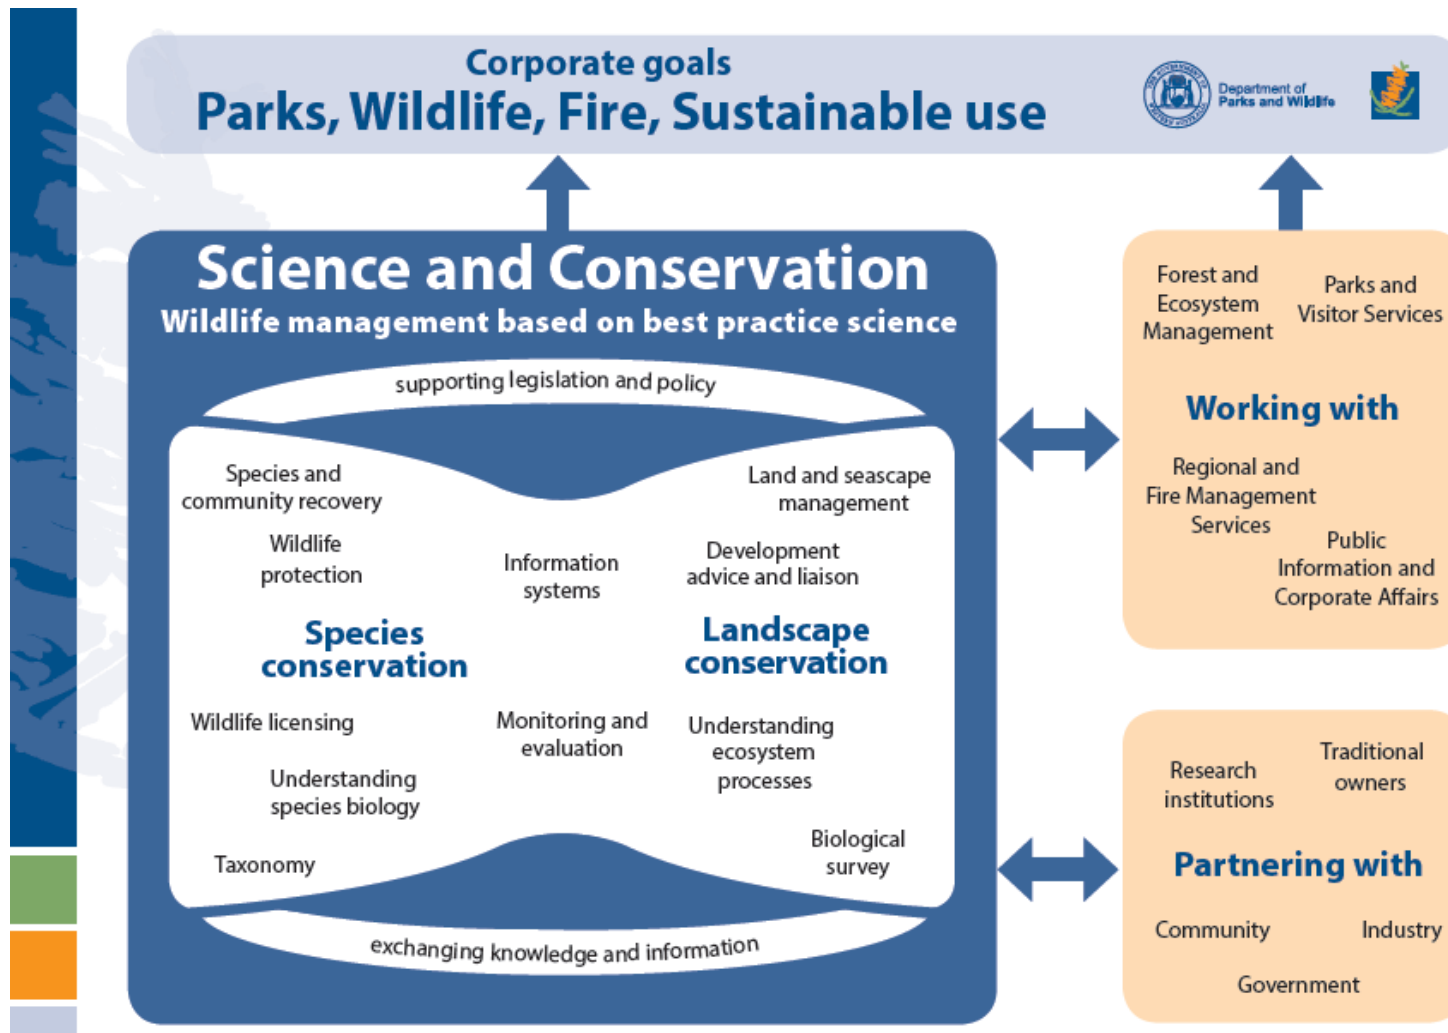 Corporate goals
Parks, Wildlife, Fire, Sustainable use
Department of
Parks and Wildlife
Science and Conservation
Wildlife management based on best practice science
supporting legislation and policy
Species and
community recovery
Wildlife
protection
Information
systems
Land and seascape
management
Development
advice and liaison
Species
conservation
Landscape
conservation
Wildlife licensing
Monitoring and
evaluation
Understanding
ecosystem
processes
Understanding
species biology
Taxonomy
Biological
survey
exchanging knowledge and information
Forest and
Ecosystem
Management
Parks and
Visitor Services
Working with
Regional and
Fire Management
Services
Public
Information and
Corporate Affairs
Research
institutions
Traditional
owners
Partnering with
Community
Industry
Government